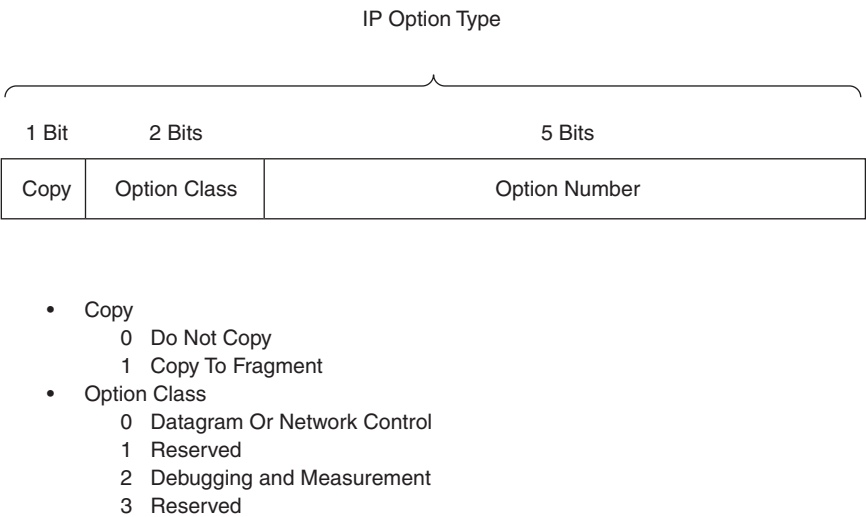 IP Option Type
1 Bit 2 Bits 5 Bits
Copy Option Class Option Number
• Copy
0 Do Not Copy
1 Copy To Fragment
• Option Class
0 Datagram Or Network Control
1 Reserved
2 Debugging and Measurement
3 Reserved